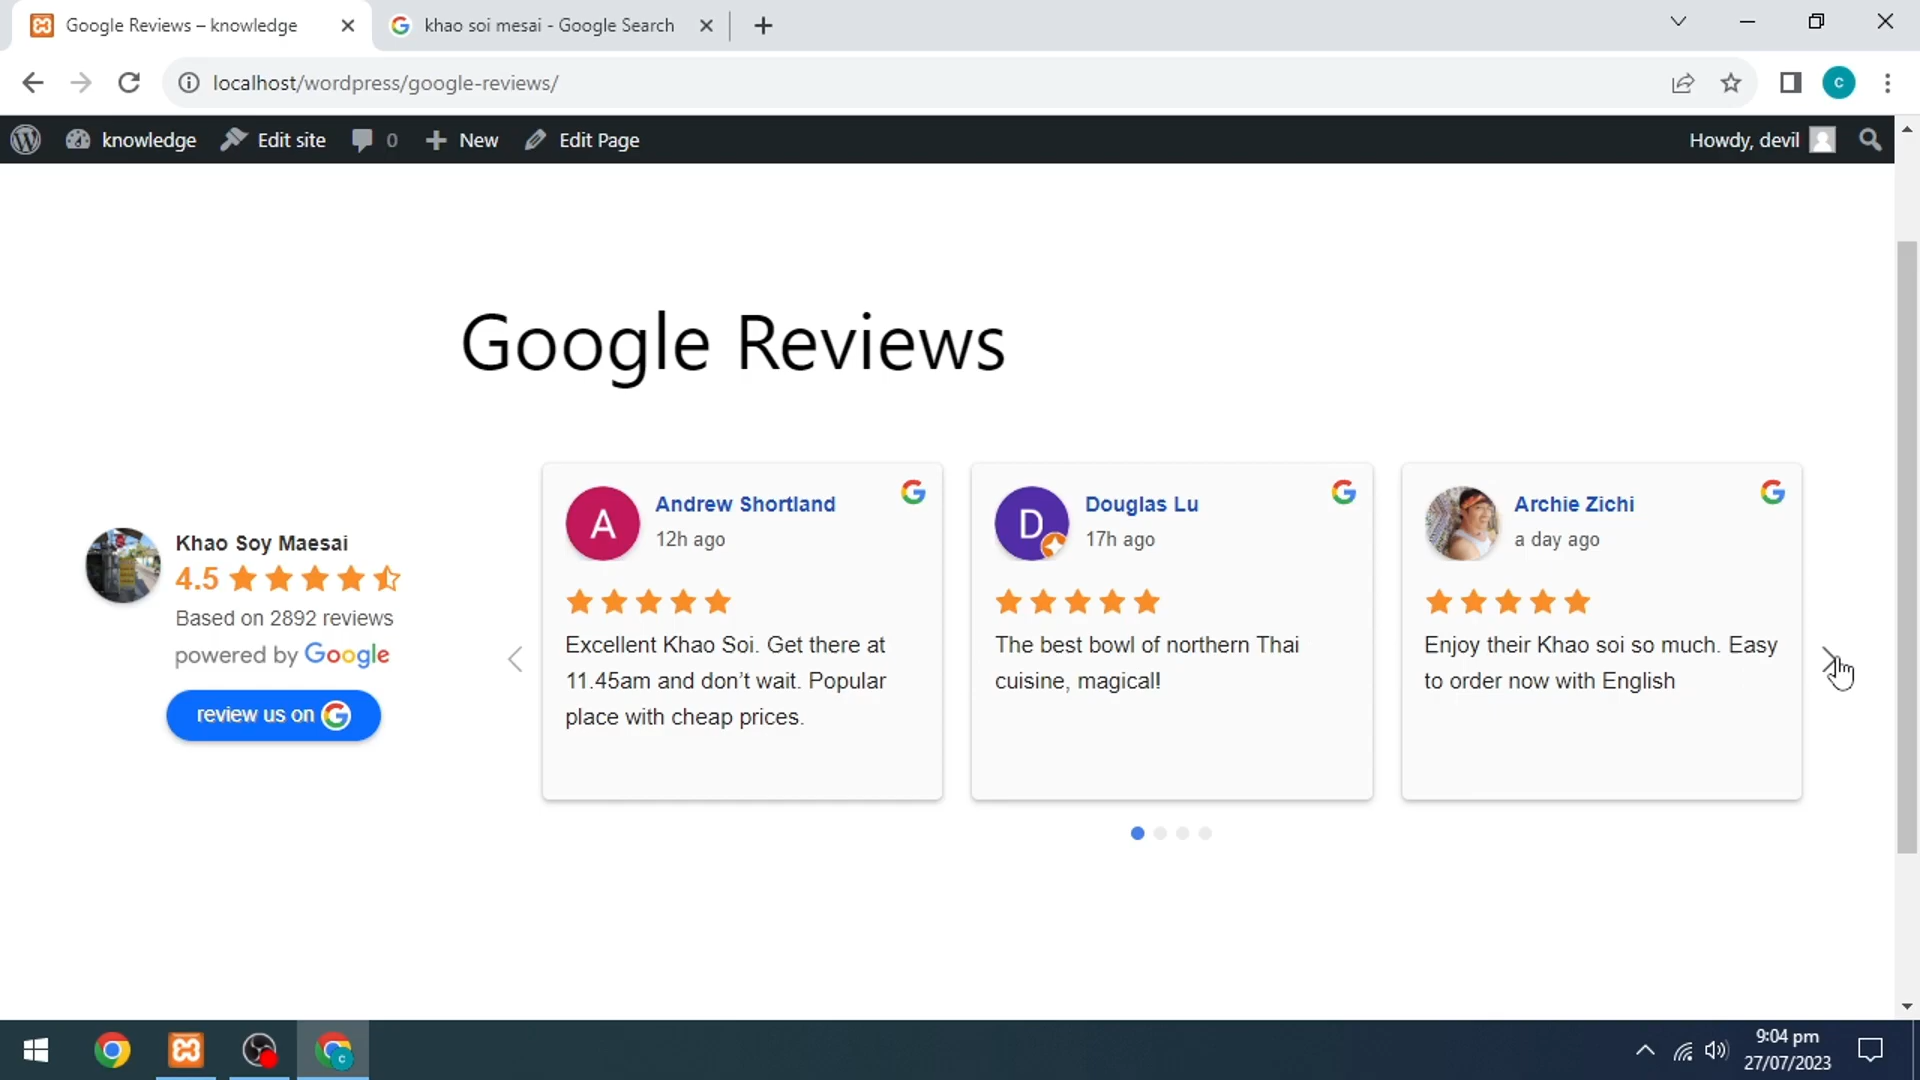 Google Reviews – knowledge
khao soi mesai - Google Search
localhost/wordpress/google-reviews/
C
knowledge
Edit site
0
New
Edit Page
Howdy, devil
Google Reviews
Khao Soy Maesai
4.5
Based on 2892 reviews
powered by Google
review us on G
A
Andrew Shortland
12h ago
Excellent Khao Soi. Get there at
11.45am and don’t wait. Popular
place with cheap prices.
D
Douglas Lu
17h ago
The best bowl of northern Thai
cuisine, magical!
Archie Zichi
a day ago
Enjoy their Khao soi so much. Easy
to order now with English
C
9:04 pm
27/07/2023